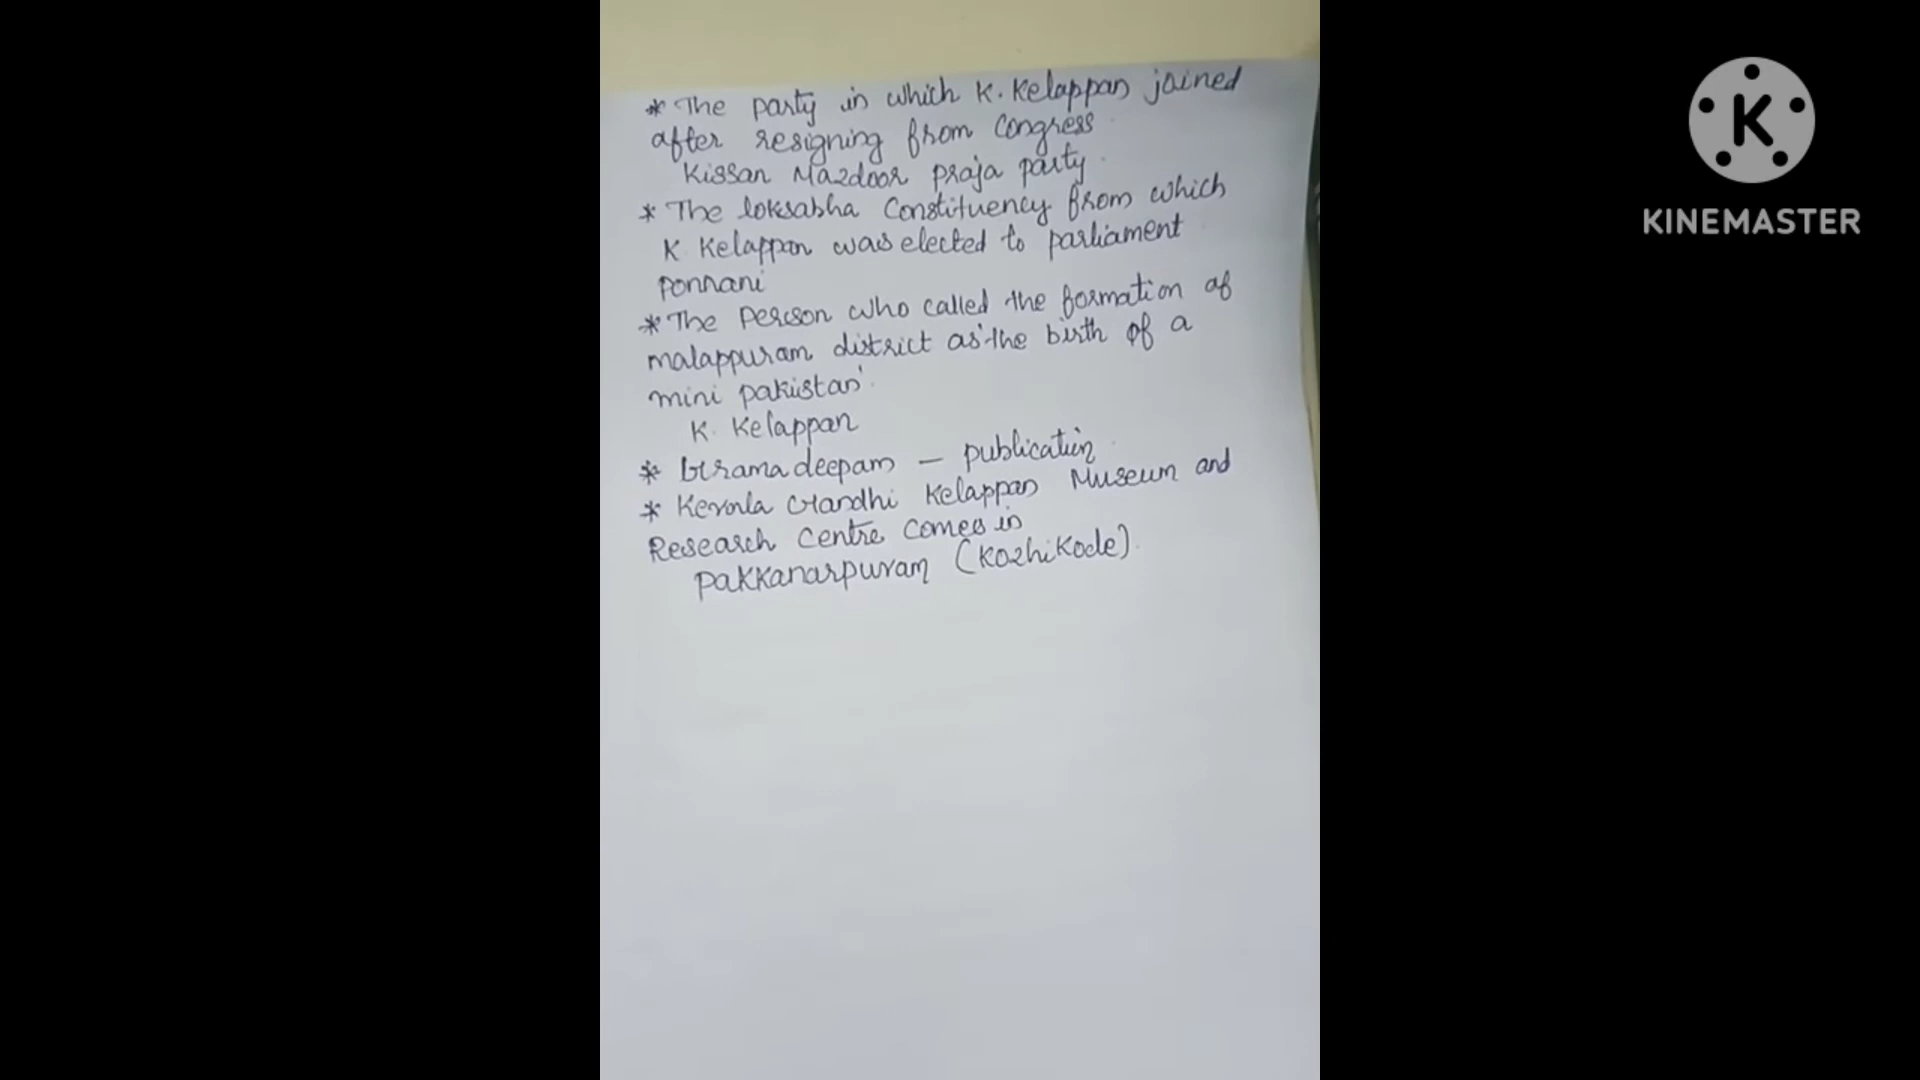 * The party in which K. Kelappan joined
after resigning from Congress
Kissan Mazdoor praja party
* The loksabha Constituency from which
K Kelappan was elected to parliament
ponnani
* The Person who called the formation of
malappuram district as 'the birth of a
mini pakistan'
K. Kelappan
* Grama deepam – publication
* Kerala Gandhi Kelappan Museum and
Research Centre comes in
pakkanarpuram (Kozhikode).
K
KINEMASTER